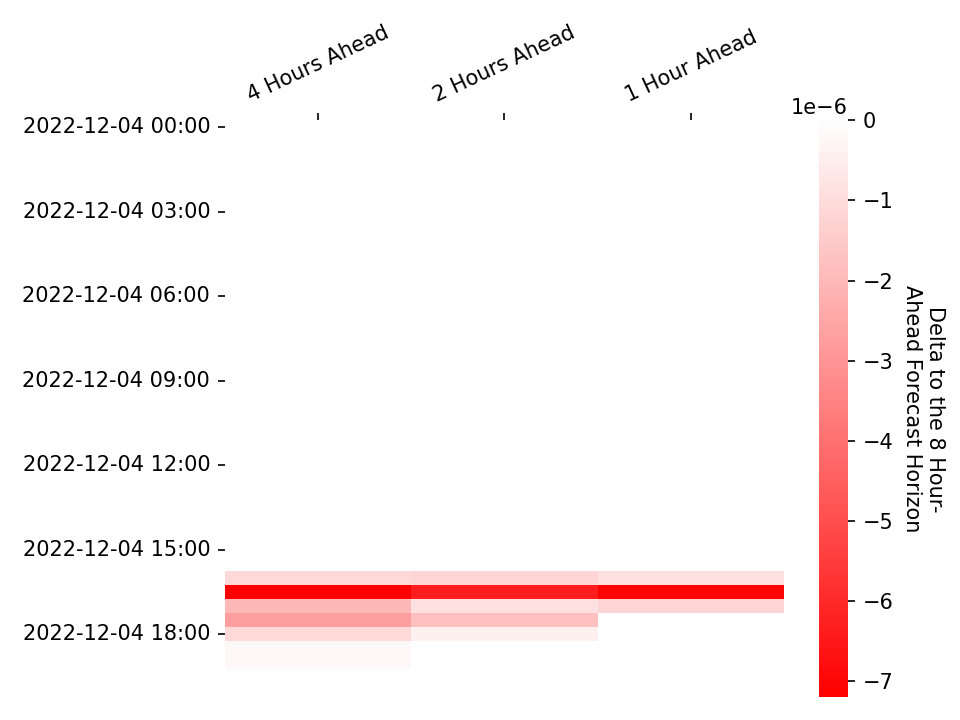 4 Hours Ahead
2 Hours Ahead
1 Hour Ahead
1e−6
2022-12-04 00:00
2022-12-04 03:00
2022-12-04 06:00
2022-12-04 09:00
2022-12-04 12:00
2022-12-04 15:00
2022-12-04 18:00
0
−1
−2
−3
−4
−5
−6
−7
Delta to the 8 Hour-
Ahead Forecast Horizon